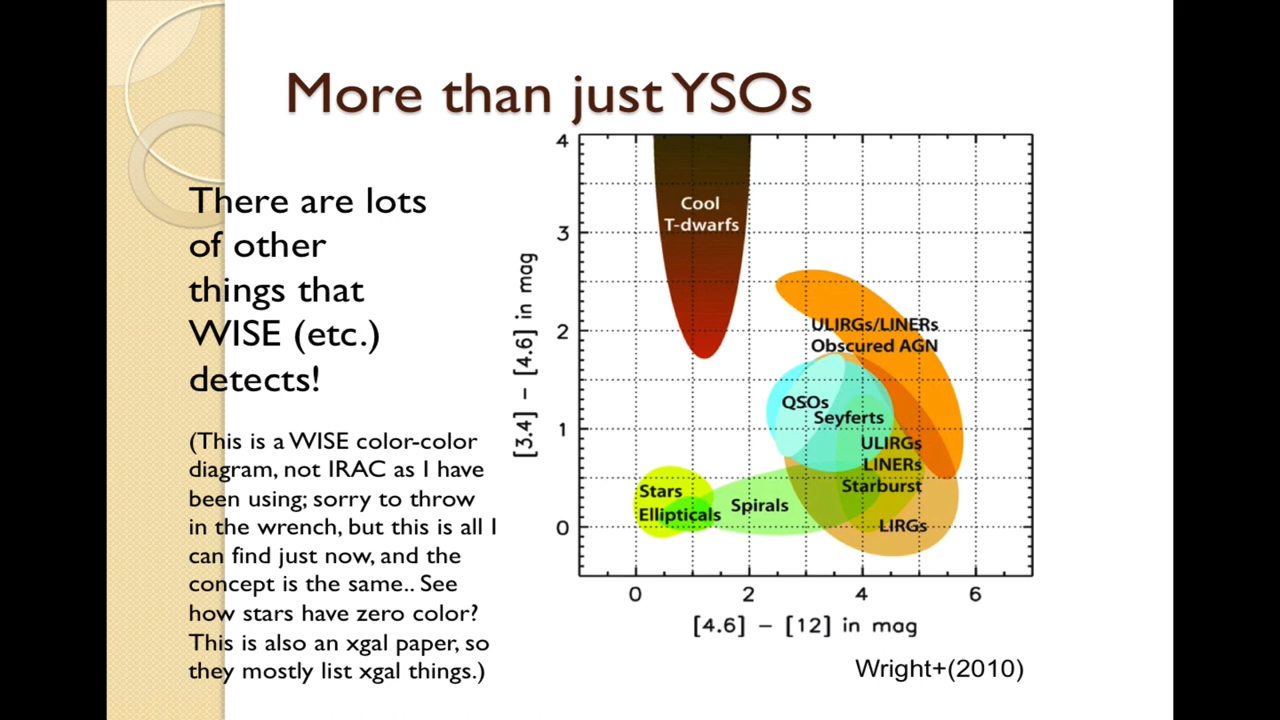 More than just YSOs
There are lots
of other
things that
WISE (etc.)
detects!
(This is a WISE color-color
diagram, not IRAC as I have
been using; sorry to throw
in the wrench, but this is all I
can find just now, and the
concept is the same.. See
how stars have zero color?
This is also an xgal paper, so
they mostly list xgal things.)
[3.4] − [4.6] in mag
4
3
2
1
0
Cool
T-dwarfs
ULIRGs/LINERs
Obscured AGN
QSOs
Seyferts
ULIRGs
LINERs
Starburst
LIRGs
Stars
Ellipticals
Spirals
0 2 4 6
[4.6] − [12] in mag
Wright+(2010)